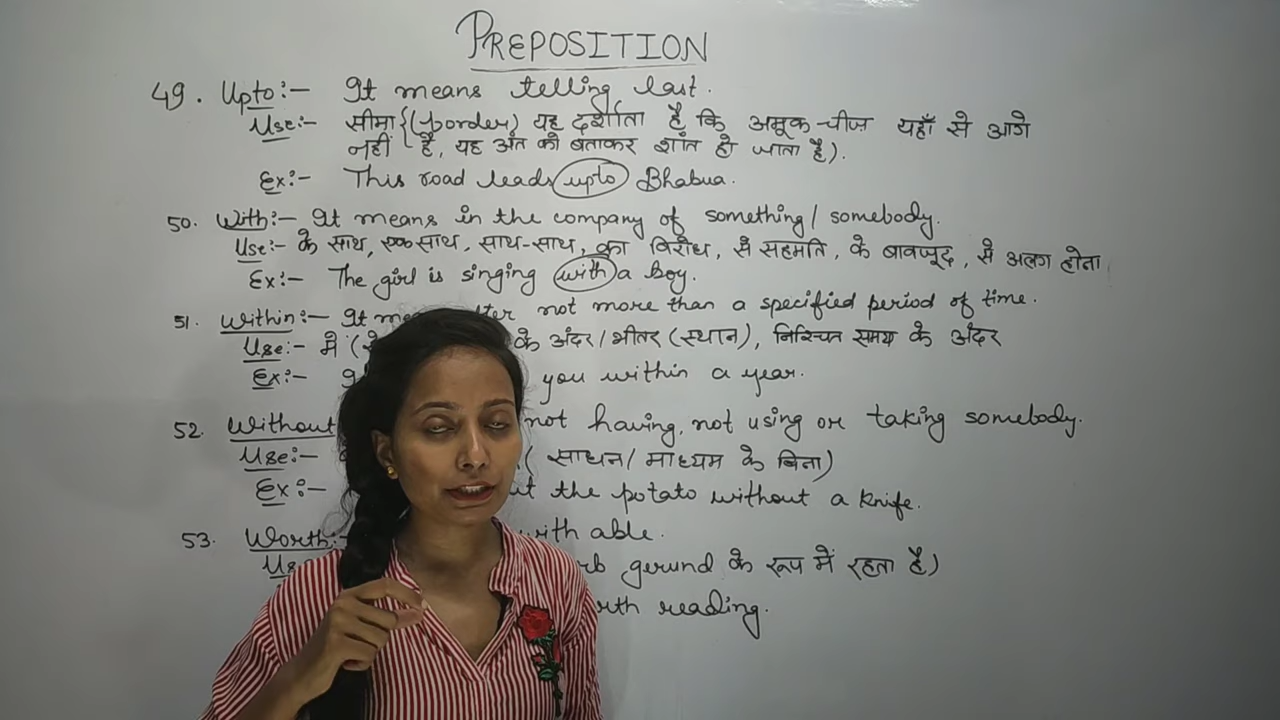 PREPOSITION
49. Upto:- It means telling last.
Use:- सीमा {(border) यह दर्शाता है कि अमूक-चीज यहाँ से आगे
नहीं है, यह अंत को बताकर शांत हो जाता है).
Ex:- This road leads upto Bhabua.
50. With:- It means in the company of something/somebody.
Use:- के साथ, एक साथ, साथ-साथ, का विरोध, से सहमति, के बावजूद, से अलग होता
Ex:- The girl is singing with a boy.
51. Within:- It not more than a specified period of time.
Use:- में के अंदर/भीतर (स्थान), निश्चित समय के अंदर
Ex:- you within a year.
52. Without not having, not using or taking somebody.
Use:- ( साधन/माध्यम के बिना)
Ex:- the potato without a knife.
53. Worth:- with able.
gerund के रूप में रहता है)
reading.